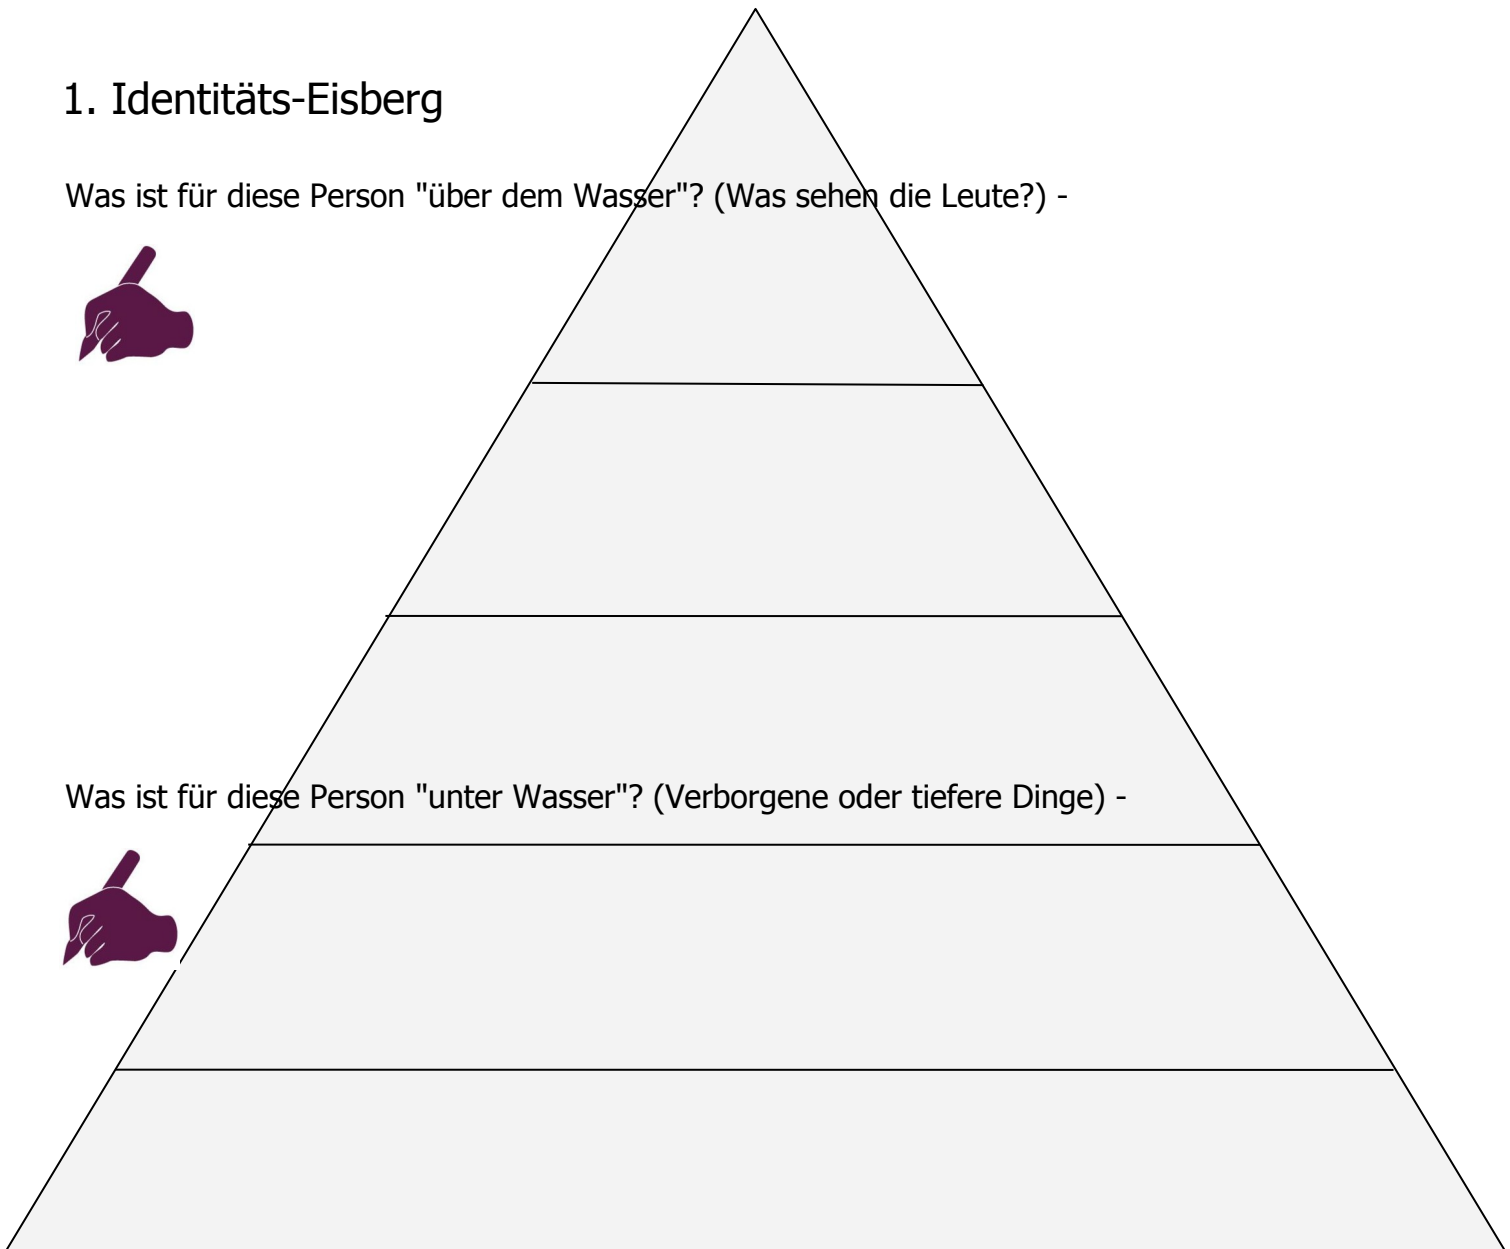 1. Identitäts-Eisberg
Was ist für diese Person "über dem Wasser"? (Was sehen die Leute?) -
Was ist für diese Person "unter Wasser"? (Verborgene oder tiefere Dinge) -